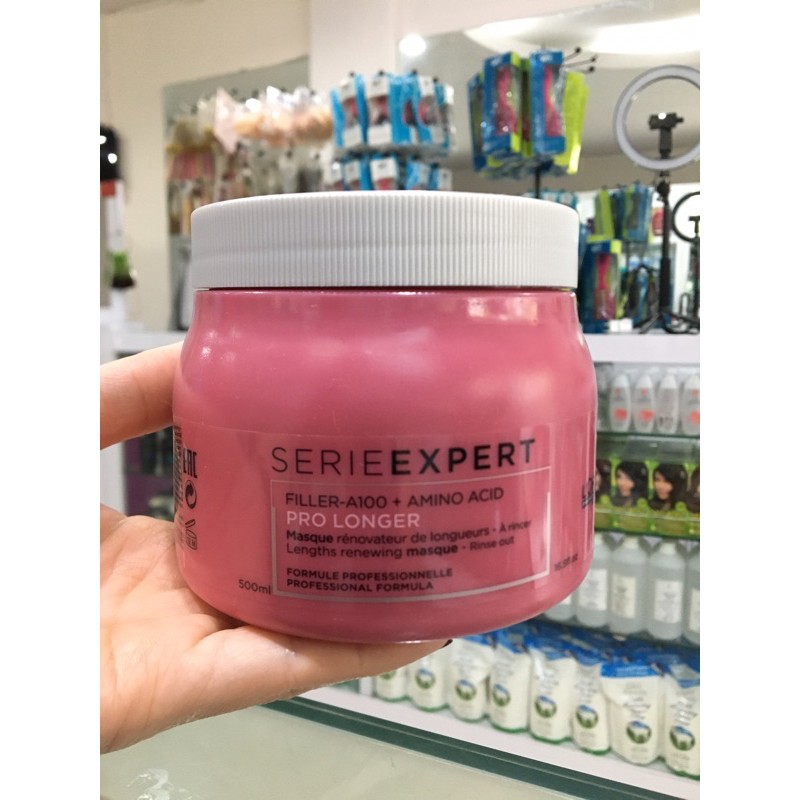 SERIEEXPERT
FILLER-A100 + AMINO ACID
PRO LONGER
Masque rénovateur de longueurs - À rincer
Lengths renewing masque - Rinse out
FORMULE PROFESSIONNELLE
PROFESSIONAL FORMULA
500ml
EAC